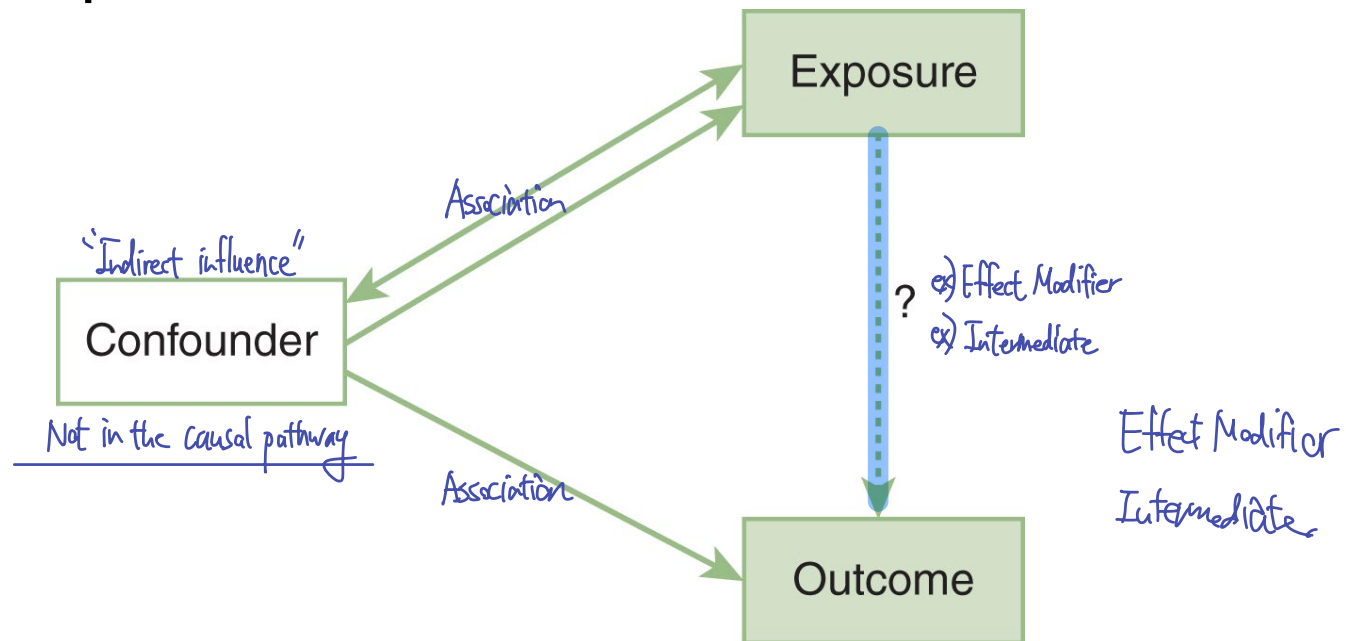 Exposure
Association
"Indirect influence"
Confounder
Not in the causal pathway
? ex) Effect Modifier
ex) Intermediate
Association
Effect Modifier
Intermediate
Outcome